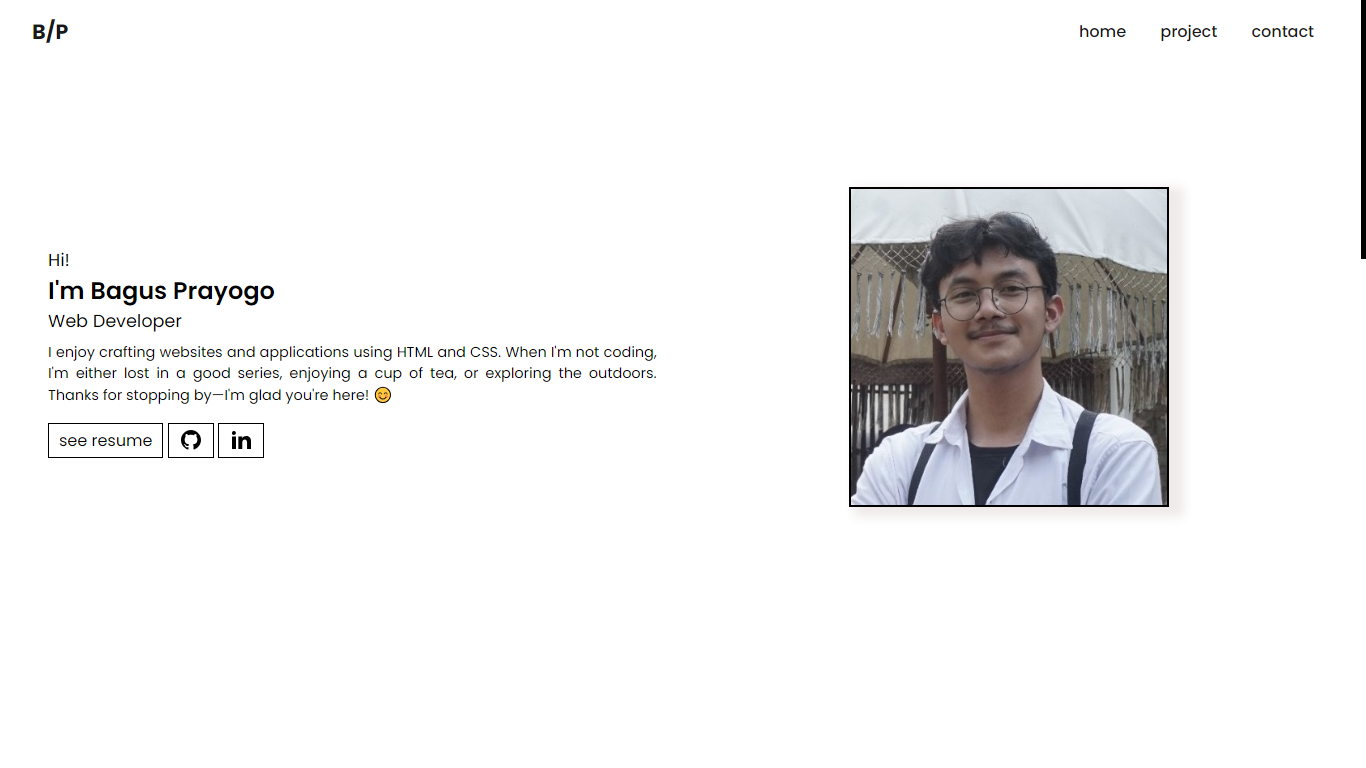 B/P
home project contact
Hi!
I'm Bagus Prayogo
Web Developer
I enjoy crafting websites and applications using HTML and CSS. When I'm not coding,
I'm either lost in a good series, enjoying a cup of tea, or exploring the outdoors.
Thanks for stopping by—I'm glad you're here! 😊
see resume in